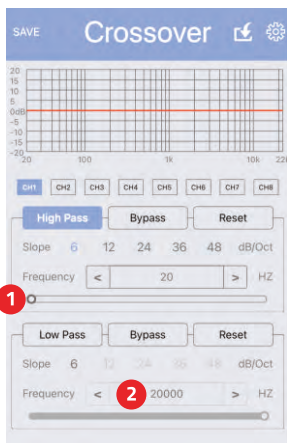 SAVE Crossover
20
15
10
5
0dB
-5
-10
-15
-20
20 100 1k 10k 22k
CH1 CH2 CH3 CH4 CH5 CH6 CH7 CH8
High Pass Bypass Reset
Slope 6 12 24 36 48 dB/Oct
Frequency < 20 > HZ
1
Low Pass Bypass Reset
Slope 6 12 24 36 48 dB/Oct
Frequency < 2 20000 > HZ